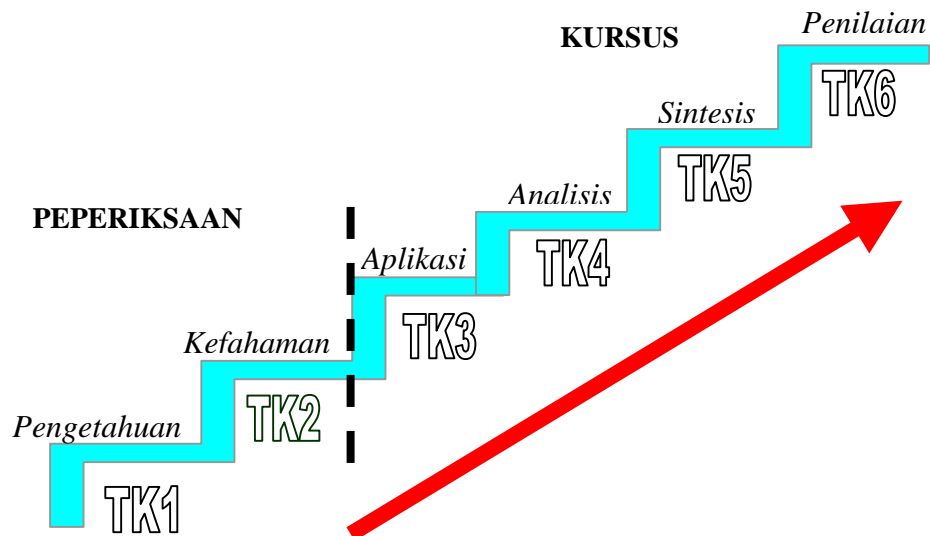 KURSUS
Penilaian
TK6
Sintesis
TK5
PEPERIKSAAN
Analisis
TK4
Aplikasi
TK3
Kefahaman
TK2
Pengetahuan
TK1